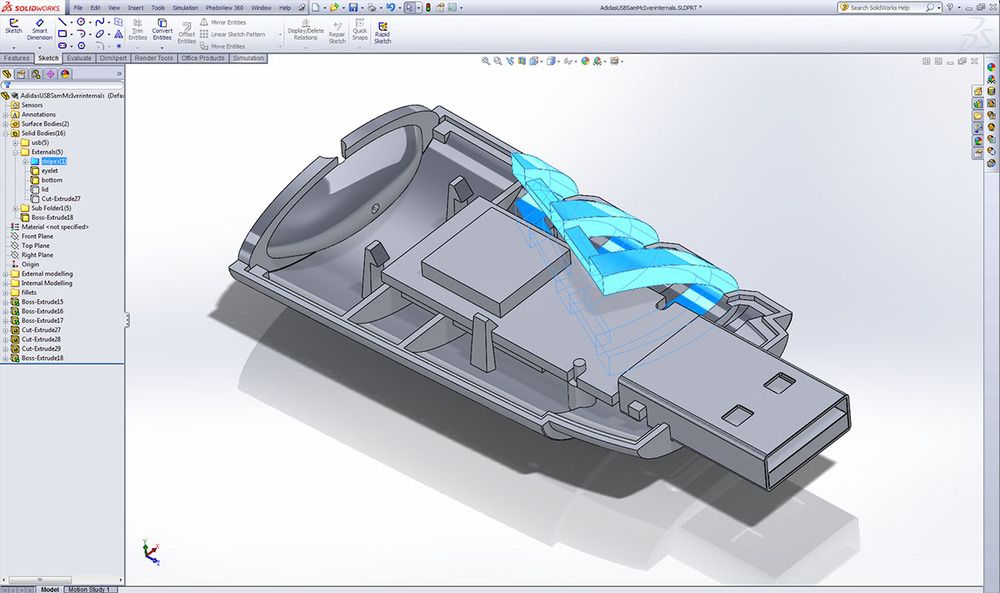 SOLIDWORKS File Edit View Insert Tools Simulation PhotoView 360 Window Help AdidasUSBSamMcIverinternals.SLDPRT * Search SolidWorks Help
Sketch Smart Dimension Trim Entities Convert Entities Offset Entities Mirror Entities Linear Sketch Pattern Move Entities Display/Delete Relations Repair Sketch Quick Snaps Rapid Sketch
Features Sketch Evaluate DimXpert Render Tools Office Products Simulation
AdidasUSBSamMcIverinternals (Defau
Sensors
Annotations
Surface Bodies(2)
Solid Bodies(16)
usb(5)
Externals(5)
stripes(1)
eyelet
bottom
lid
Cut-Extrude27
Sub Folder1(5)
Boss-Extrude18
Material <not specified>
Front Plane
Top Plane
Right Plane
Origin
External modelling
Internal Modelling
fillets
Boss-Extrude15
Boss-Extrude16
Boss-Extrude17
Cut-Extrude27
Cut-Extrude28
Cut-Extrude29
Boss-Extrude18
Y
X
Z
Model Motion Study 1